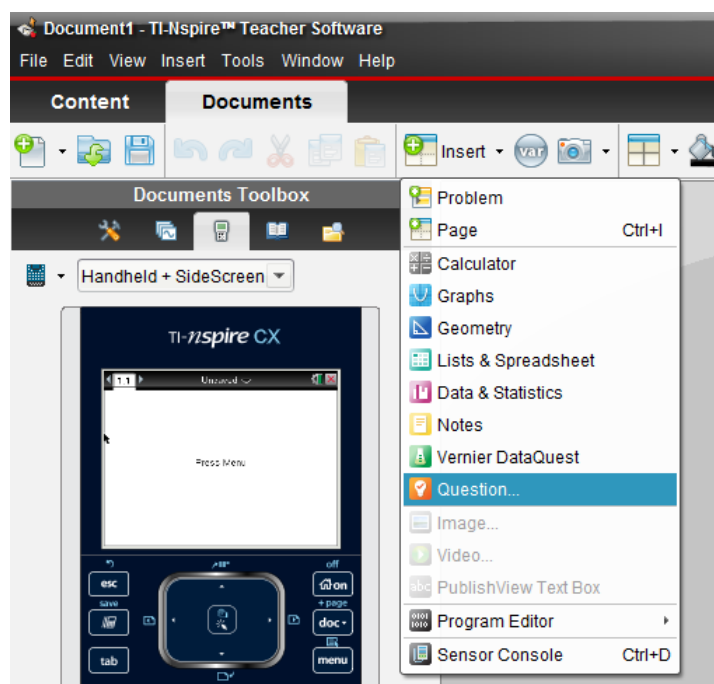 Document1 - TI-Nspire™ Teacher Software
File Edit View Insert Tools Window Help
Content Documents
Insert var
Documents Toolbox
Handheld + SideScreen
TI-nspire CX
1.1 Unsaved
Press Menu
esc
save
tab
off
on
+ page
doc
menu
Problem
Page Ctrl+I
Calculator
Graphs
Geometry
Lists & Spreadsheet
Data & Statistics
Notes
Vernier DataQuest
Question...
Image...
Video...
abc PublishView Text Box
Program Editor
Sensor Console Ctrl+D